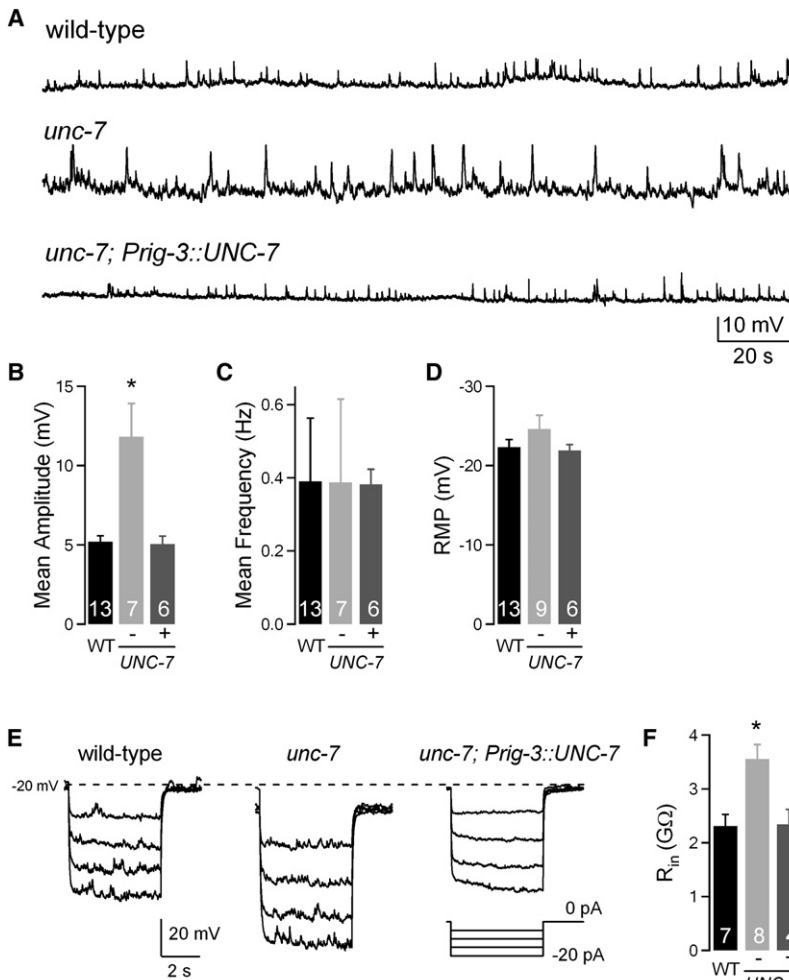 A
wild-type
unc-7
unc-7; Prig-3::UNC-7
10 mV
20 s
B
Mean Amplitude (mV)
15
10
5
0
*
13
7
6
WT
-
+
UNC-7
C
Mean Frequency (Hz)
0.6
0.4
0.2
0.0
13
7
6
WT
-
+
UNC-7
D
RMP (mV)
-30
-20
-10
0
13
9
6
WT
-
+
UNC-7
E
wild-type
unc-7
unc-7; Prig-3::UNC-7
-20 mV
20 mV
2 s
0 pA
-20 pA
F
R_in (GΩ)
4
3
2
1
0
*
7
8
WT
-